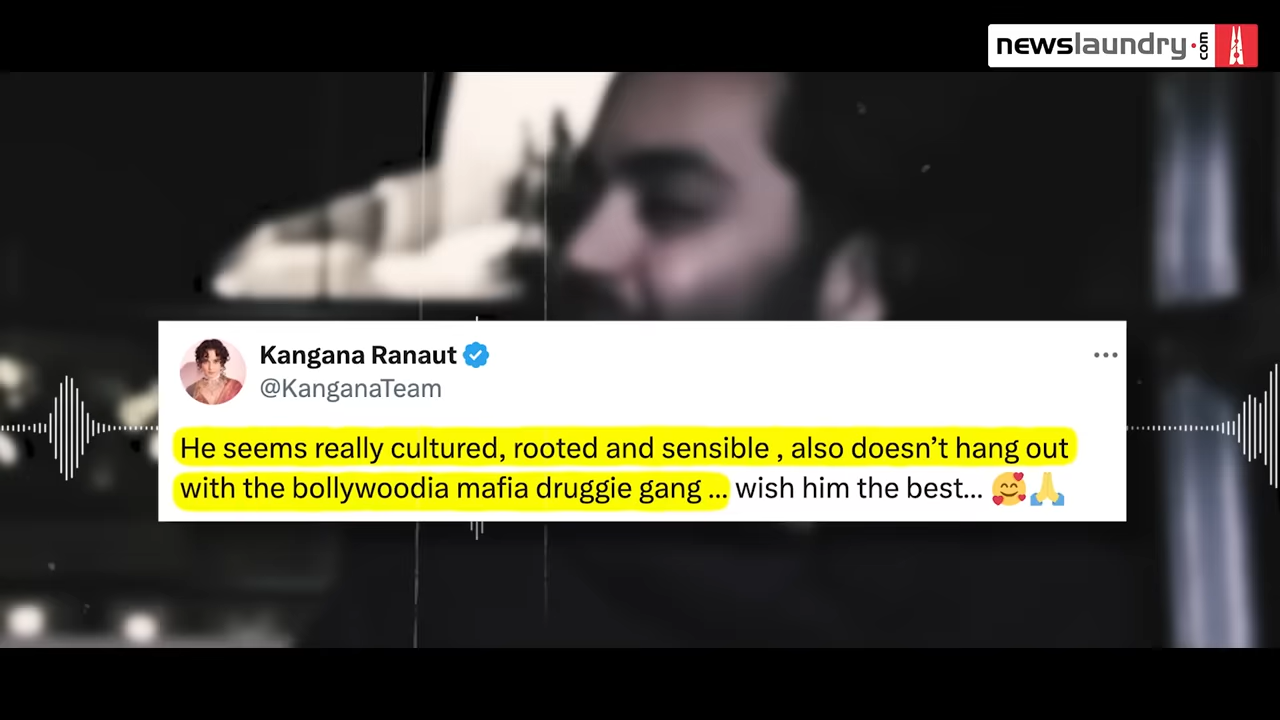 newslaundry.com
Kangana Ranaut
@KanganaTeam
He seems really cultured, rooted and sensible , also doesn’t hang out
with the bollywoodia mafia druggie gang ... wish him the best... 🥰🙏